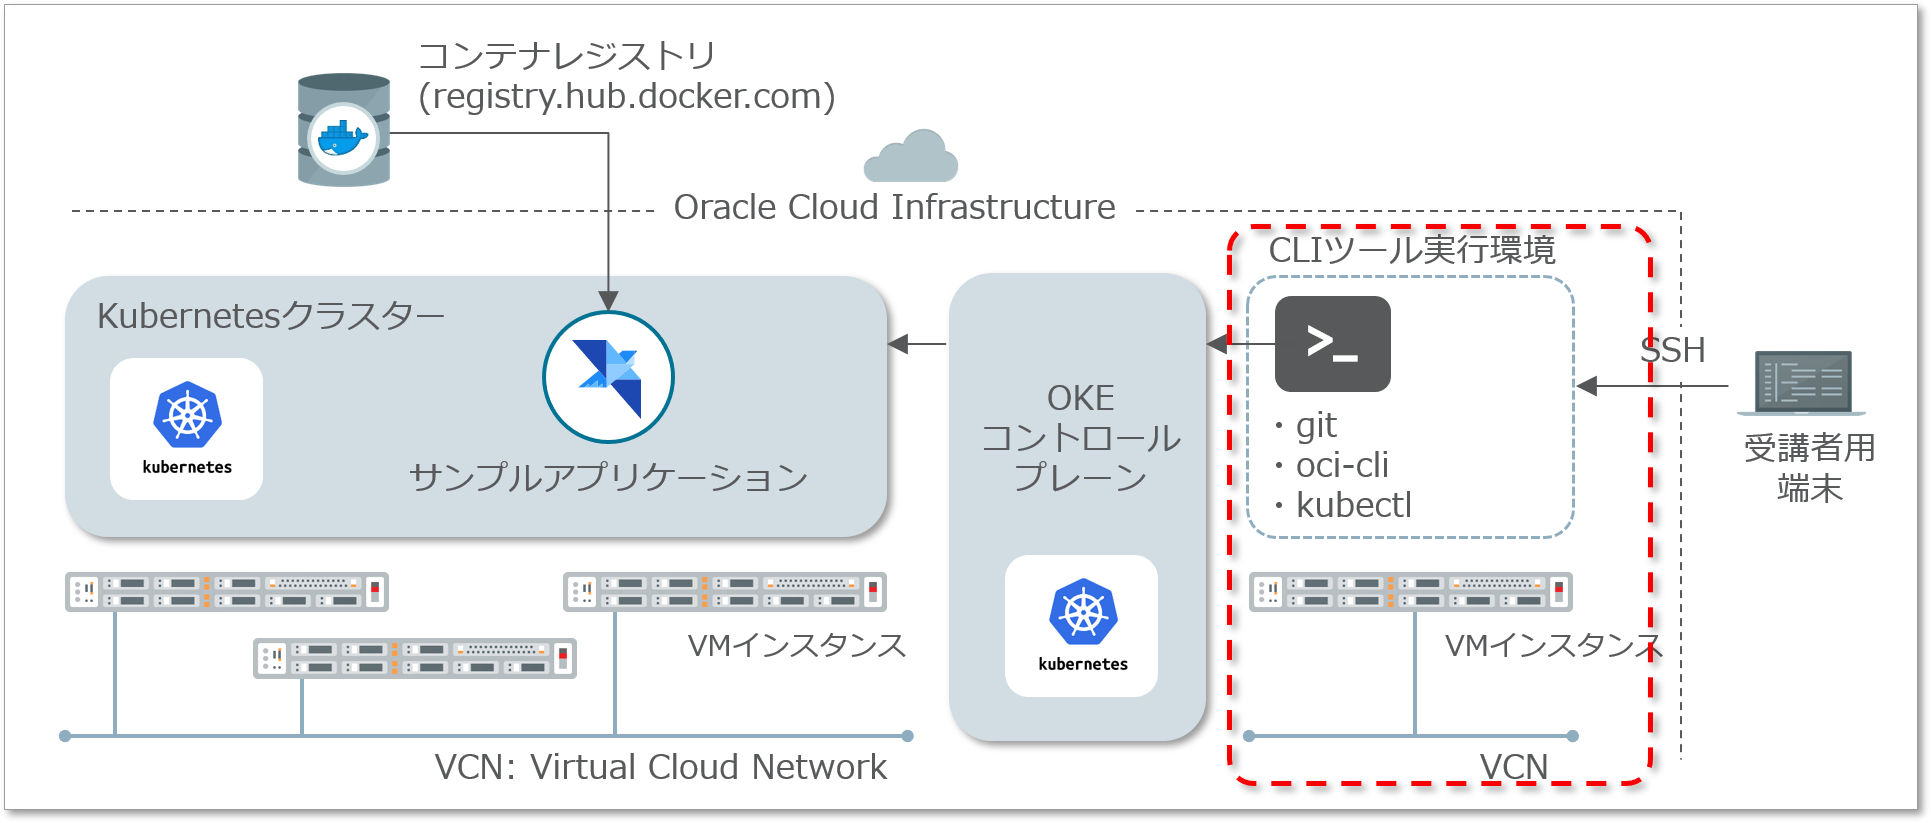 コンテナレジストリ
(registry.hub.docker.com)
Oracle Cloud Infrastructure
CLIツール実行環境
Kubernetesクラスター
kubernetes
サンプルアプリケーション
OKE
コントロール
プレーン
kubernetes
>_
・git
・oci-cli
・kubectl
SSH
受講者用
端末
VMインスタンス
VMインスタンス
VCN: Virtual Cloud Network
VCN